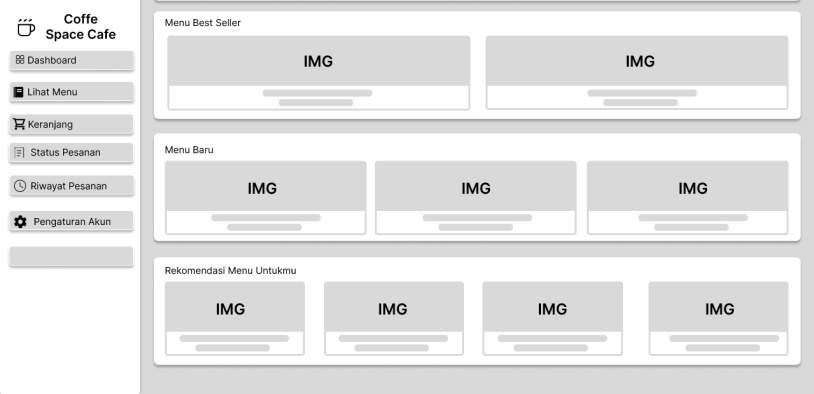 Coffe
Space Cafe
Dashboard
Lihat Menu
Keranjang
Status Pesanan
Riwayat Pesanan
Pengaturan Akun
Menu Best Seller
IMG
IMG
Menu Baru
IMG
IMG
IMG
Rekomendasi Menu Untukmu
IMG
IMG
IMG
IMG